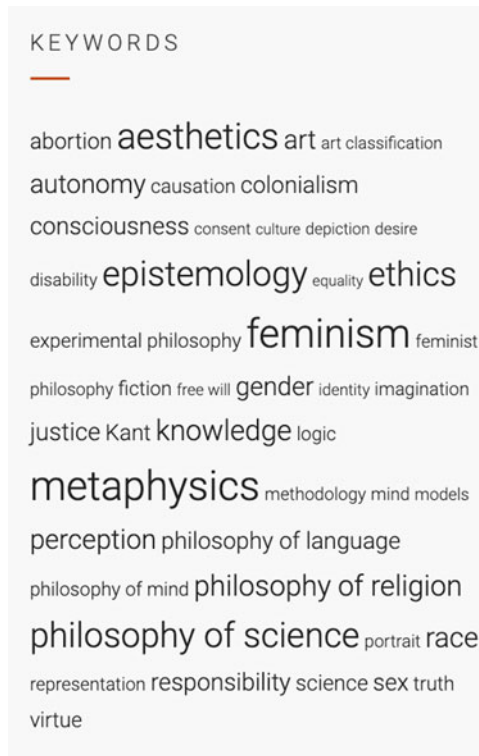 KEYWORDS
abortion aesthetics art art classification
autonomy causation colonialism
consciousness consent culture depiction desire
disability epistemology equality ethics
experimental philosophy feminism feminist
philosophy fiction free will gender identity imagination
justice Kant knowledge logic
metaphysics methodology mind models
perception philosophy of language
philosophy of mind philosophy of religion
philosophy of science portrait race
representation responsibility science sex truth
virtue